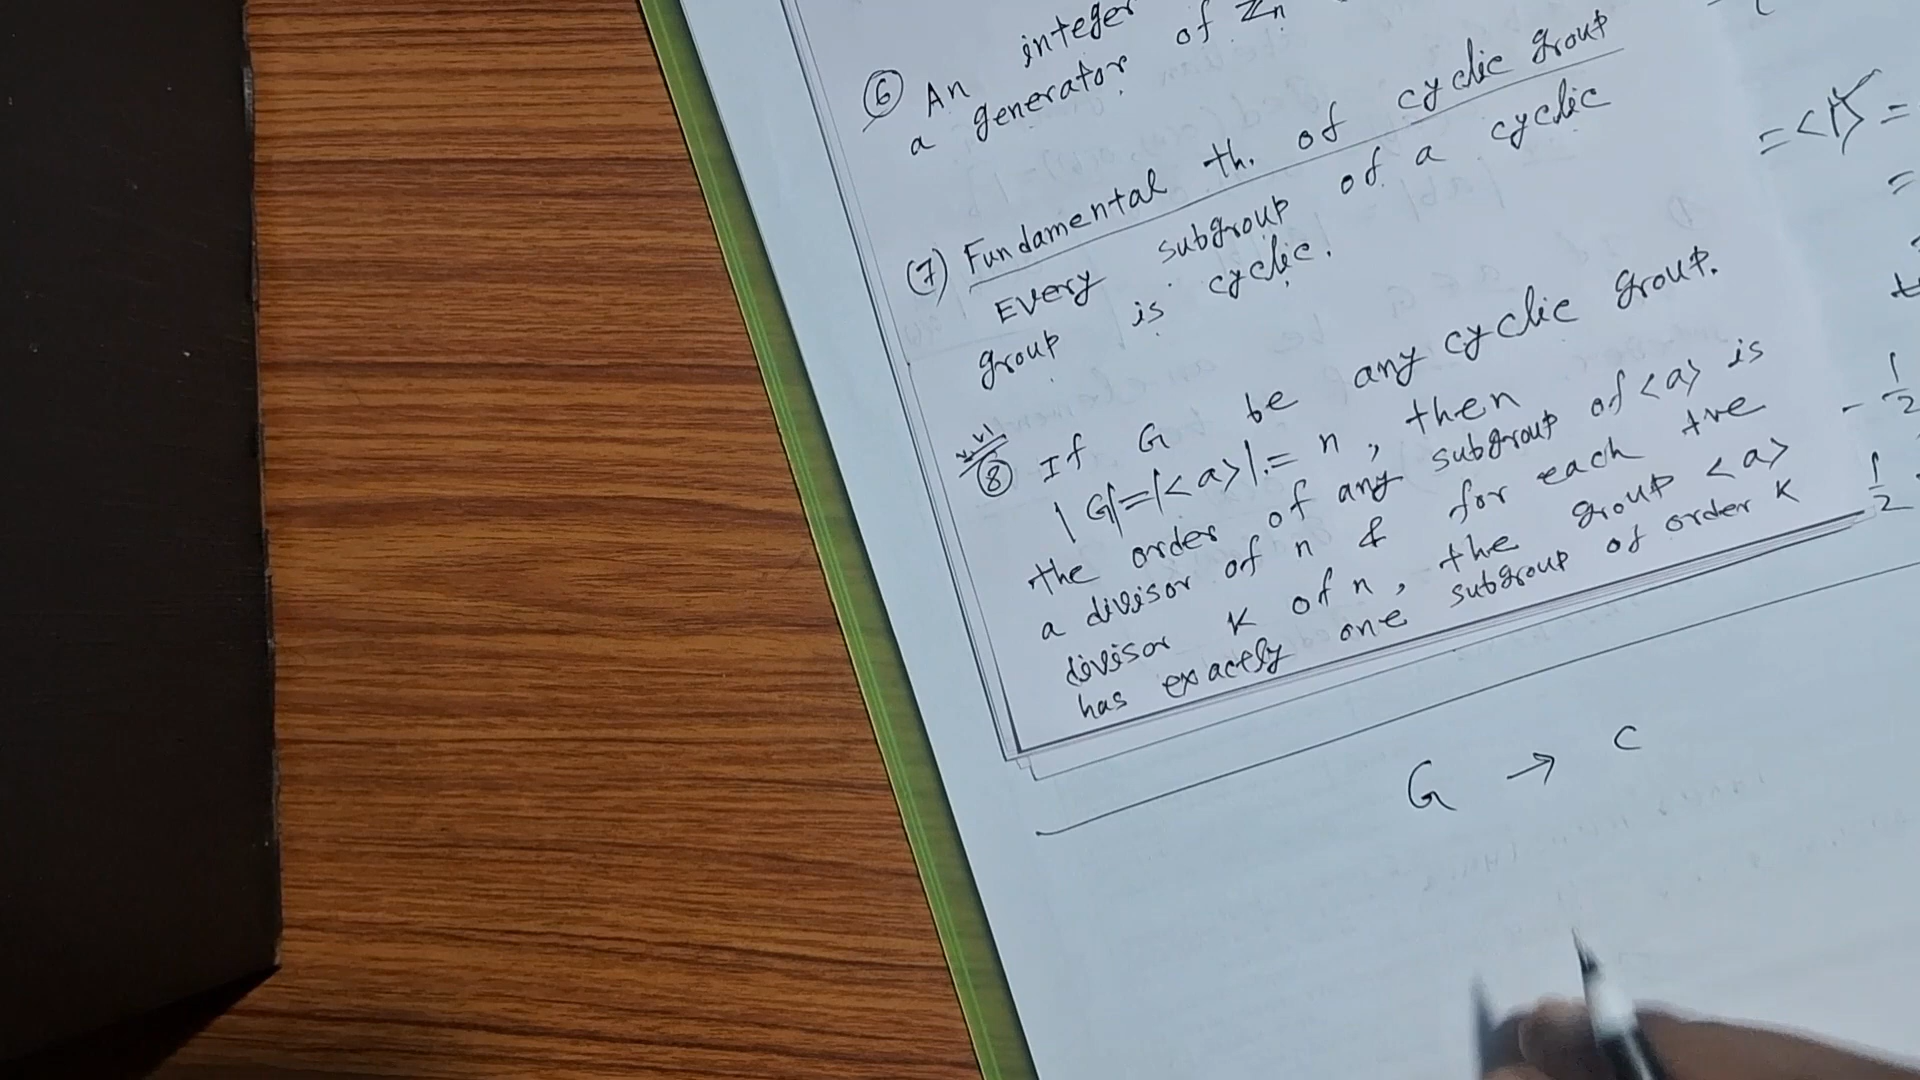 ⑥ An integer
a generator of Zn
(7) Fundamental th. of cyclic group
Every subgroup of a cyclic
group is cyclic.
⑧ If G be any cyclic group.
|G|=|<a>|= n, then
the order of any subgroup of <a> is
a divisor of n & for each +ve
divisor K of n, the group <a>
has exactly one subgroup of order K
G → C
= <1> =
=
- 1/2
1/2